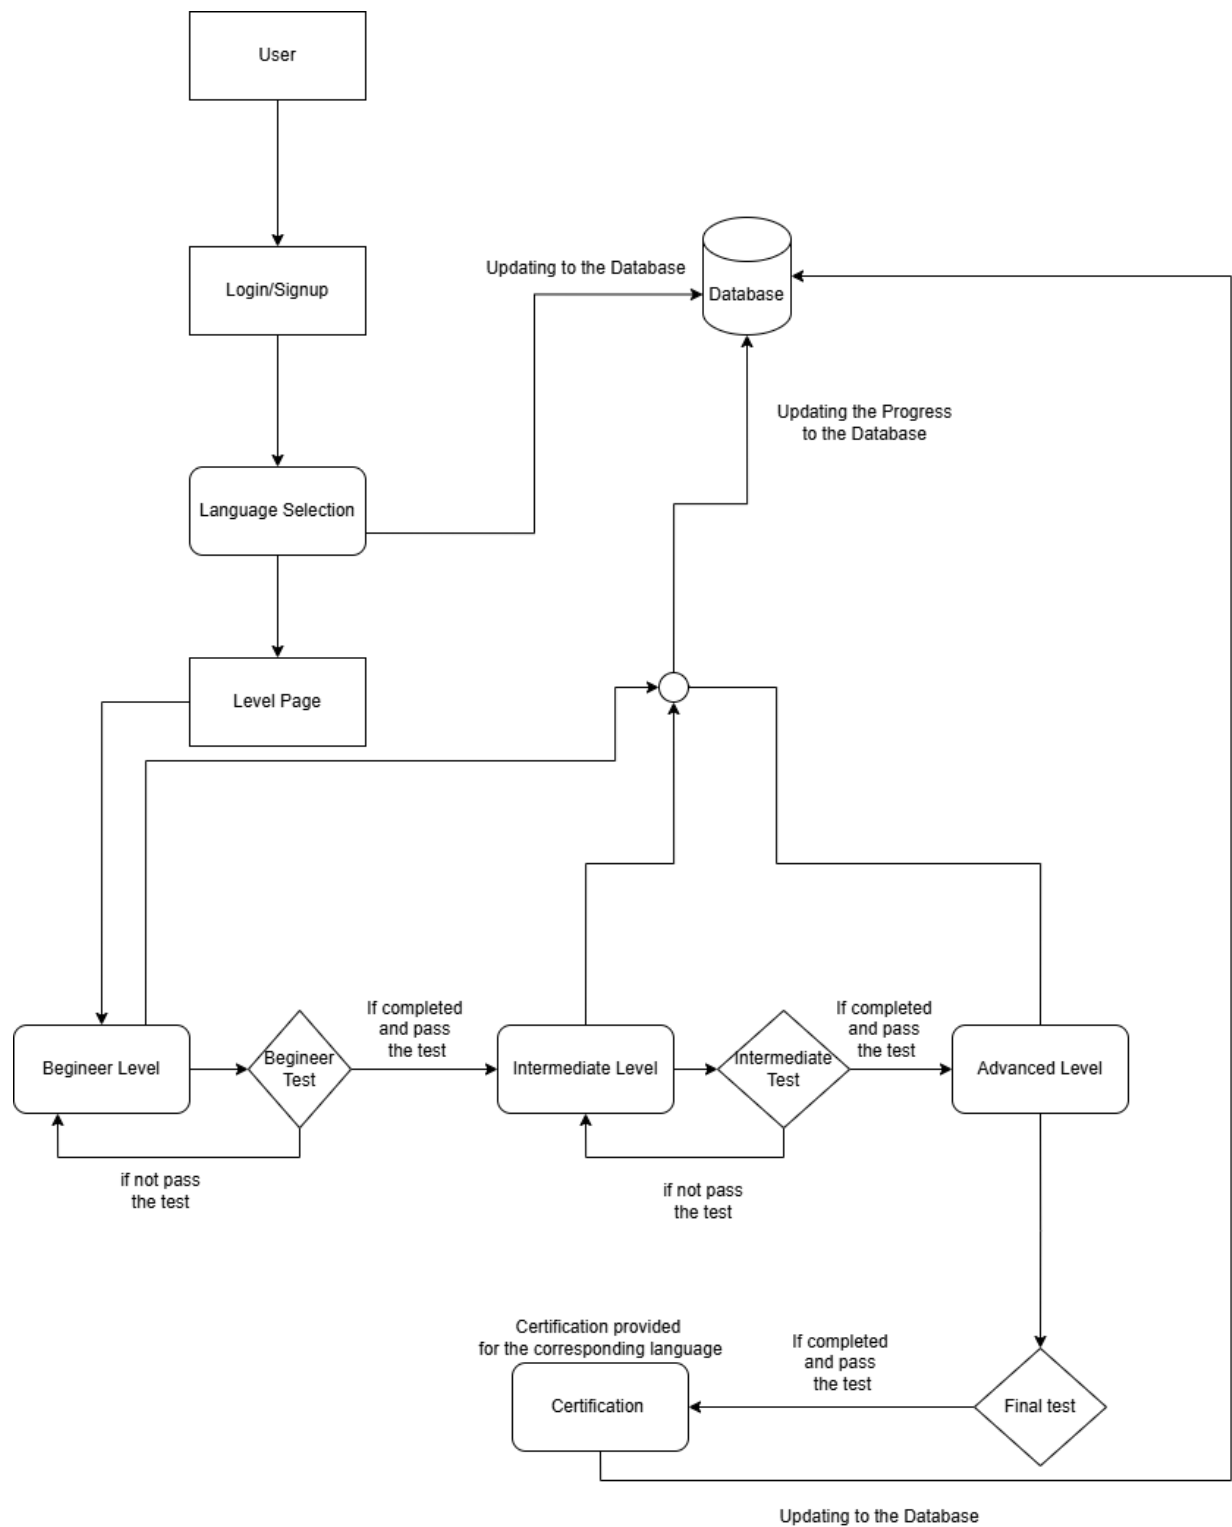 User
Login/Signup
Updating to the Database
Database
Updating the Progress
to the Database
Language Selection
Level Page
Begineer Level
Begineer
Test
If completed
and pass
the test
Intermediate Level
Intermediate
Test
If completed
and pass
the test
Advanced Level
if not pass
the test
if not pass
the test
Certification provided
for the corresponding language
Certification
If completed
and pass
the test
Final test
Updating to the Database